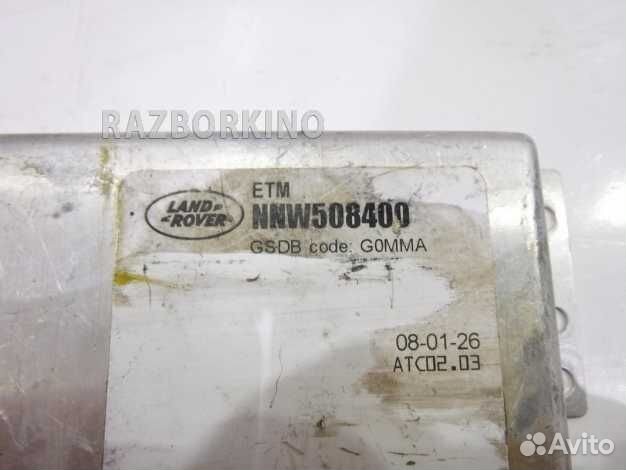 RAZBORKINO
ETM
LAND
ROVER
NNW508400
GSDB code: G0MMA
08-01-26
ATC02.03
Avito